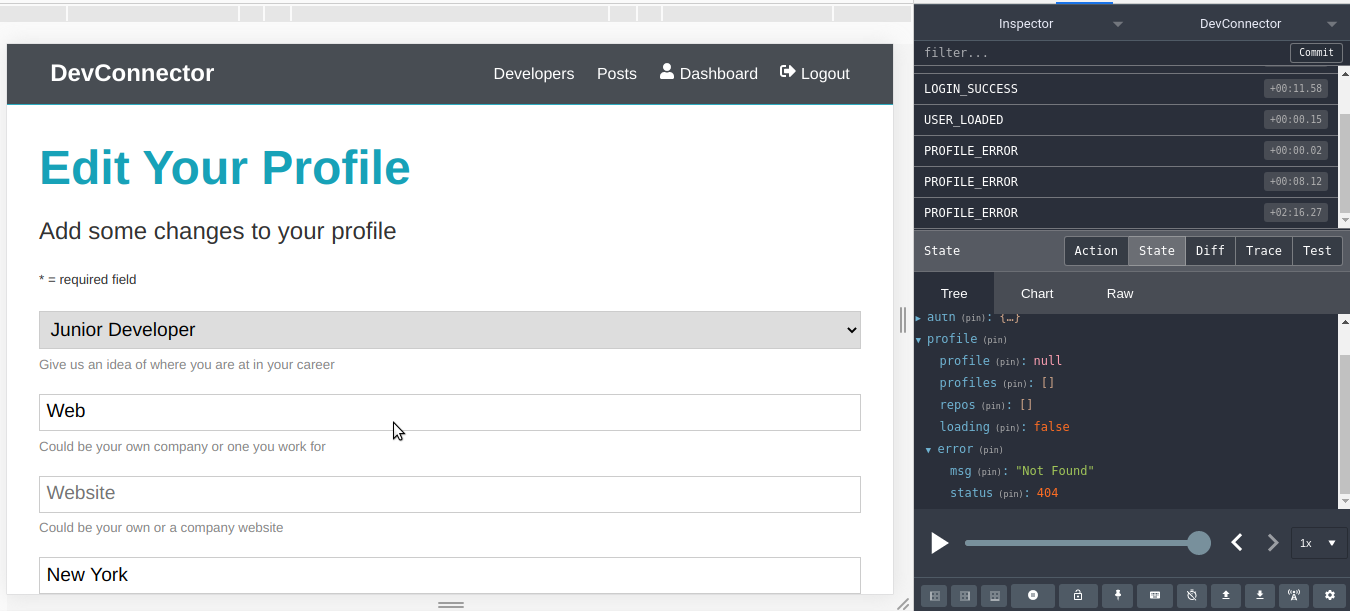 DevConnector
Developers Posts Dashboard Logout
Edit Your Profile
Add some changes to your profile
* = required field
Junior Developer
Give us an idea of where you are at in your career
Web
Could be your own company or one you work for
Website
Could be your own or a company website
New York
Inspector DevConnector
filter... Commit
LOGIN_SUCCESS +00:11.58
USER_LOADED +00:00.15
PROFILE_ERROR +00:00.02
PROFILE_ERROR +00:08.12
PROFILE_ERROR +02:16.27
State Action State Diff Trace Test
Tree Chart Raw
auth (pin): {…}
profile (pin)
profile (pin): null
profiles (pin): []
repos (pin): []
loading (pin): false
error (pin)
msg (pin): "Not Found"
status (pin): 404
1x